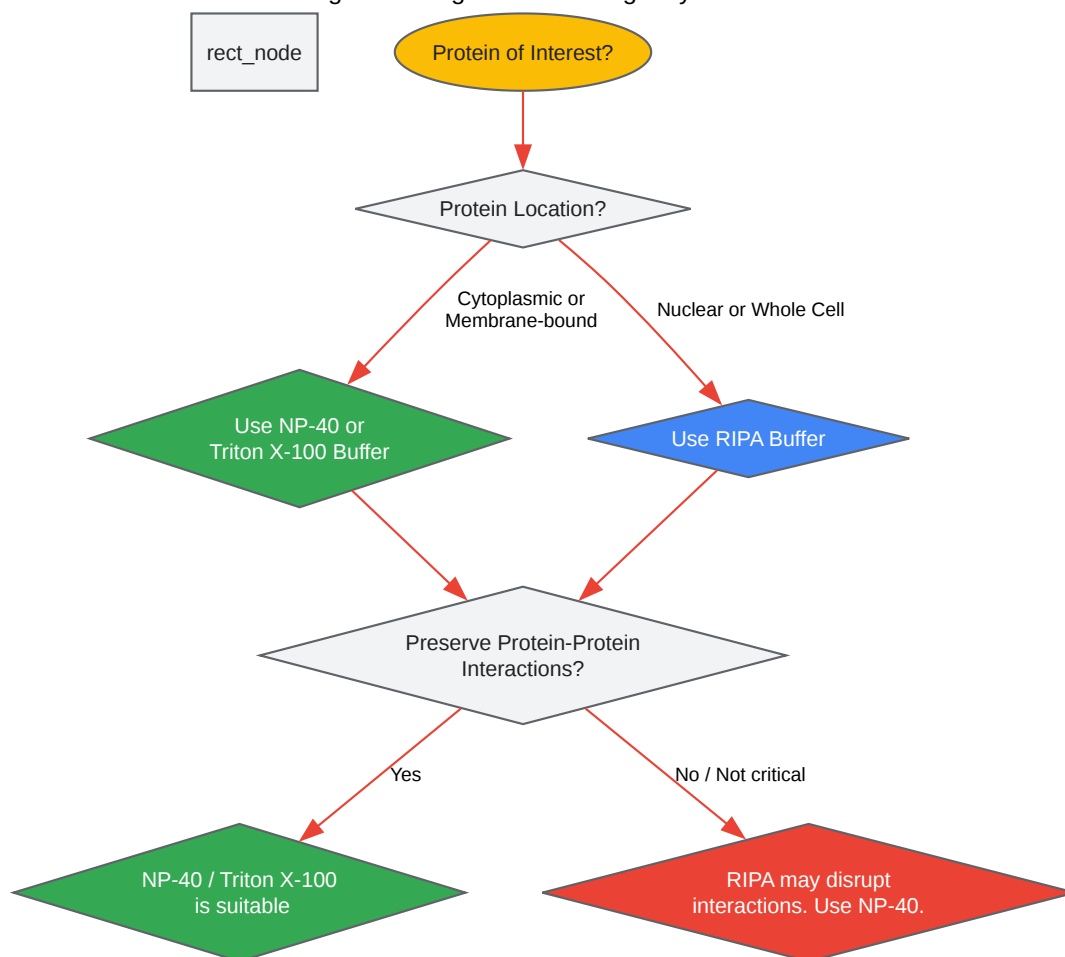 rect_node
Protein of Interest?
Protein Location?
Cytoplasmic or
Membrane-bound
Nuclear or Whole Cell
Use NP-40 or
Triton X-100 Buffer
Use RIPA Buffer
Preserve Protein-Protein
Interactions?
Yes
No / Not critical
NP-40 / Triton X-100
is suitable
RIPA may disrupt
interactions. Use NP-40.